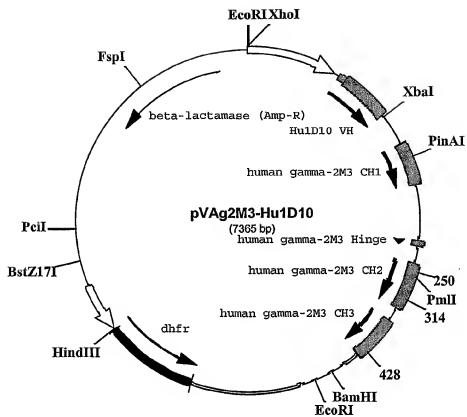 EcoRI XhoI
FspI
XbaI
beta-lactamase (Amp-R)
Hu1D10 VH
PinAI
human gamma-2M3 CH1
pVAg2M3-Hu1D10
(7365 bp)
PciI
human gamma-2M3 Hinge
BstZ17I
human gamma-2M3 CH2
250
PmlI
314
human gamma-2M3 CH3
dhfr
HindIII
428
BamHI
EcoRI